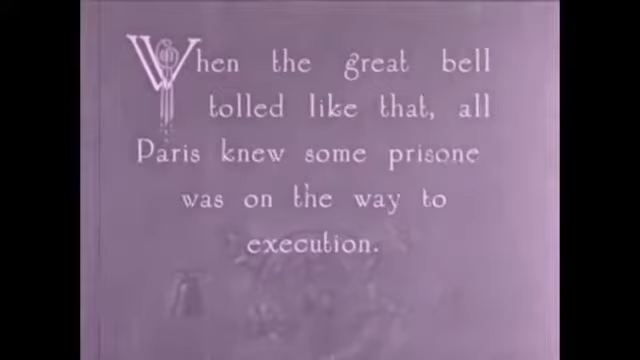 When the great bell
tolled like that, all
Paris knew some prisone
was on the way to
execution.